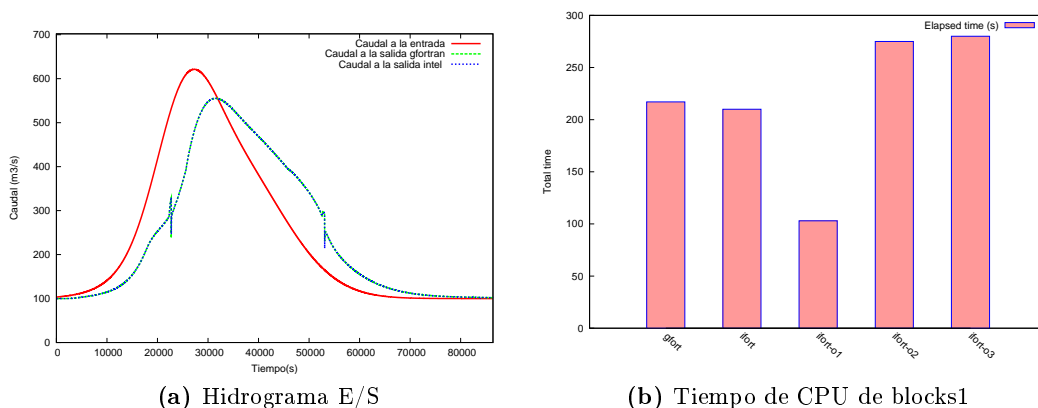 700
600
500
400
300
200
100
0
Caudal (m3/s)
Caudal a la entrada
Caudal a la salida gfortran
Caudal a la salida intel
0 10000 20000 30000 40000 50000 60000 70000 80000
Tiempo(s)
(a) Hidrograma E/S
300
250
200
150
100
50
0
Total time
Elapsed time (s)
gfort
ifort
ifort-o1
ifort-o2
ifort-o3
(b) Tiempo de CPU de blocks1